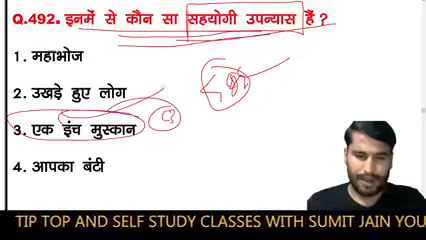 Q.492. इनमें से कौन सा सहयोगी उपन्यास हैं ?
1. महाभोज
2. उखड़े हुए लोग
3. एक इंच मुस्कान
4. आपका बंटी
TIP TOP AND SELF STUDY CLASSES WITH SUMIT JAIN YOU